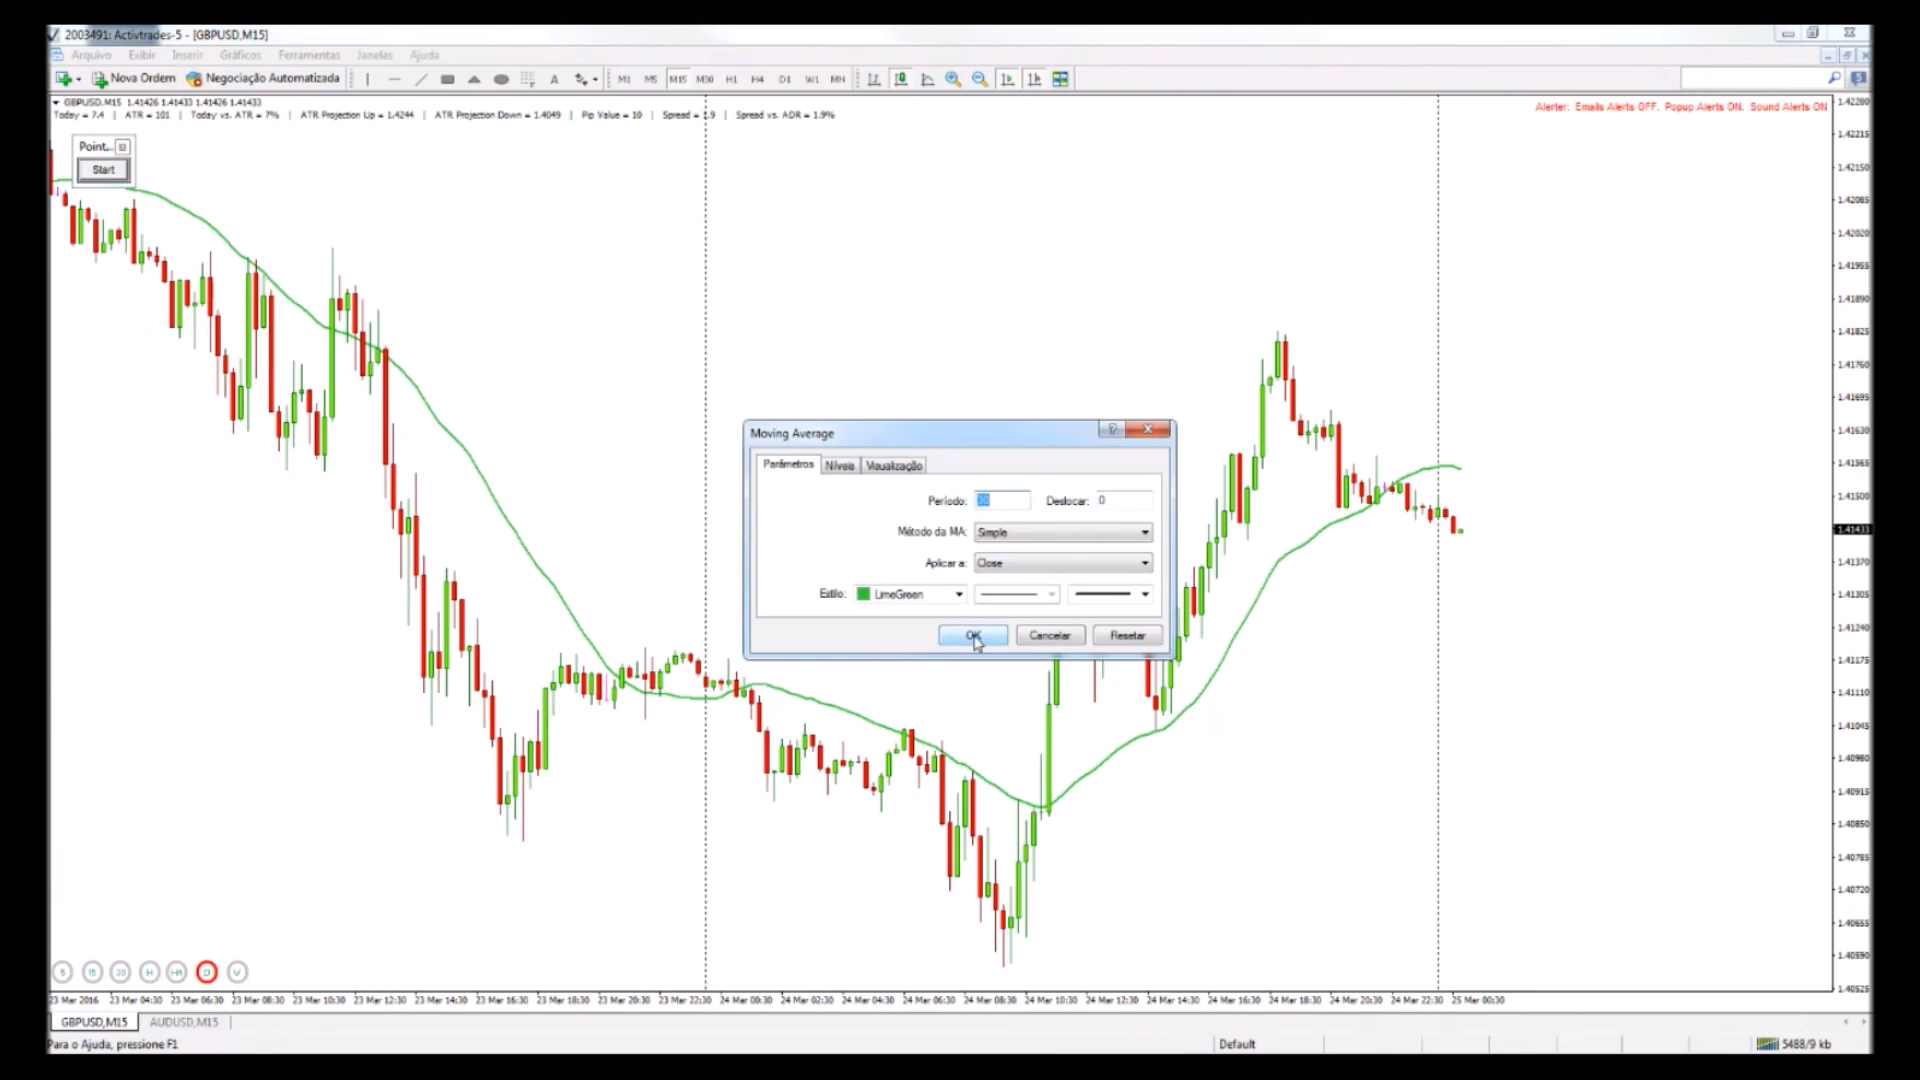 2003491: Activtrades-5 - [GBPUSD,M15]
Arquivo Exibir Inserir Gráficos Ferramentas Janelas Ajuda
Nova Ordem Negociação Automatizada A M1 M5 M15 M30 H1 H4 D1 W1 MN 5
GBPUSD,M15 1.41426 1.41433 1.41426 1.41433
Today = 7.4 | ATR = 101 | Today vs. ATR = 7% | ATR Projection Up = 1.4244 | ATR Projection Down = 1.4049 | Pip Value = 10 | Spread = 1.9 | Spread vs. ADR = 1.9%
Alerter: Emails Alerts OFF. Popup Alerts ON. Sound Alerts ON
Point...
Start
1.42280
1.42215
1.42150
1.42085
1.42020
1.41955
1.41890
1.41825
1.41760
1.41695
1.41630
1.41565
1.41500
1.41433
1.41370
1.41305
1.41240
1.41175
1.41110
1.41045
1.40980
1.40915
1.40850
1.40785
1.40720
1.40655
1.40590
1.40525
Moving Average
Parâmetros Níveis Visualização
Período: 30 Deslocar: 0
Método da MA: Simple
Aplicar a: Close
Estilo: LimeGreen
OK Cancelar Resetar
5 15 30 H H4 D V
23 Mar 2016 23 Mar 04:30 23 Mar 06:30 23 Mar 08:30 23 Mar 10:30 23 Mar 12:30 23 Mar 14:30 23 Mar 16:30 23 Mar 18:30 23 Mar 20:30 23 Mar 22:30 24 Mar 00:30 24 Mar 02:30 24 Mar 04:30 24 Mar 06:30 24 Mar 08:30 24 Mar 10:30 24 Mar 12:30 24 Mar 14:30 24 Mar 16:30 24 Mar 18:30 24 Mar 20:30 24 Mar 22:30 25 Mar 00:30
GBPUSD,M15 AUDUSD,M15
Para o Ajuda, pressione F1
Default
5488/9 kb